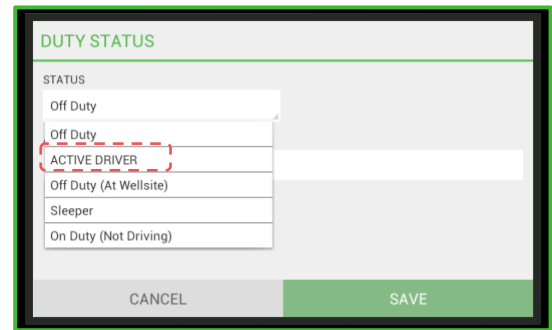 DUTY STATUS
STATUS
Off Duty
Off Duty
ACTIVE DRIVER
Off Duty (At Wellsite)
Sleeper
On Duty (Not Driving)
CANCEL
SAVE